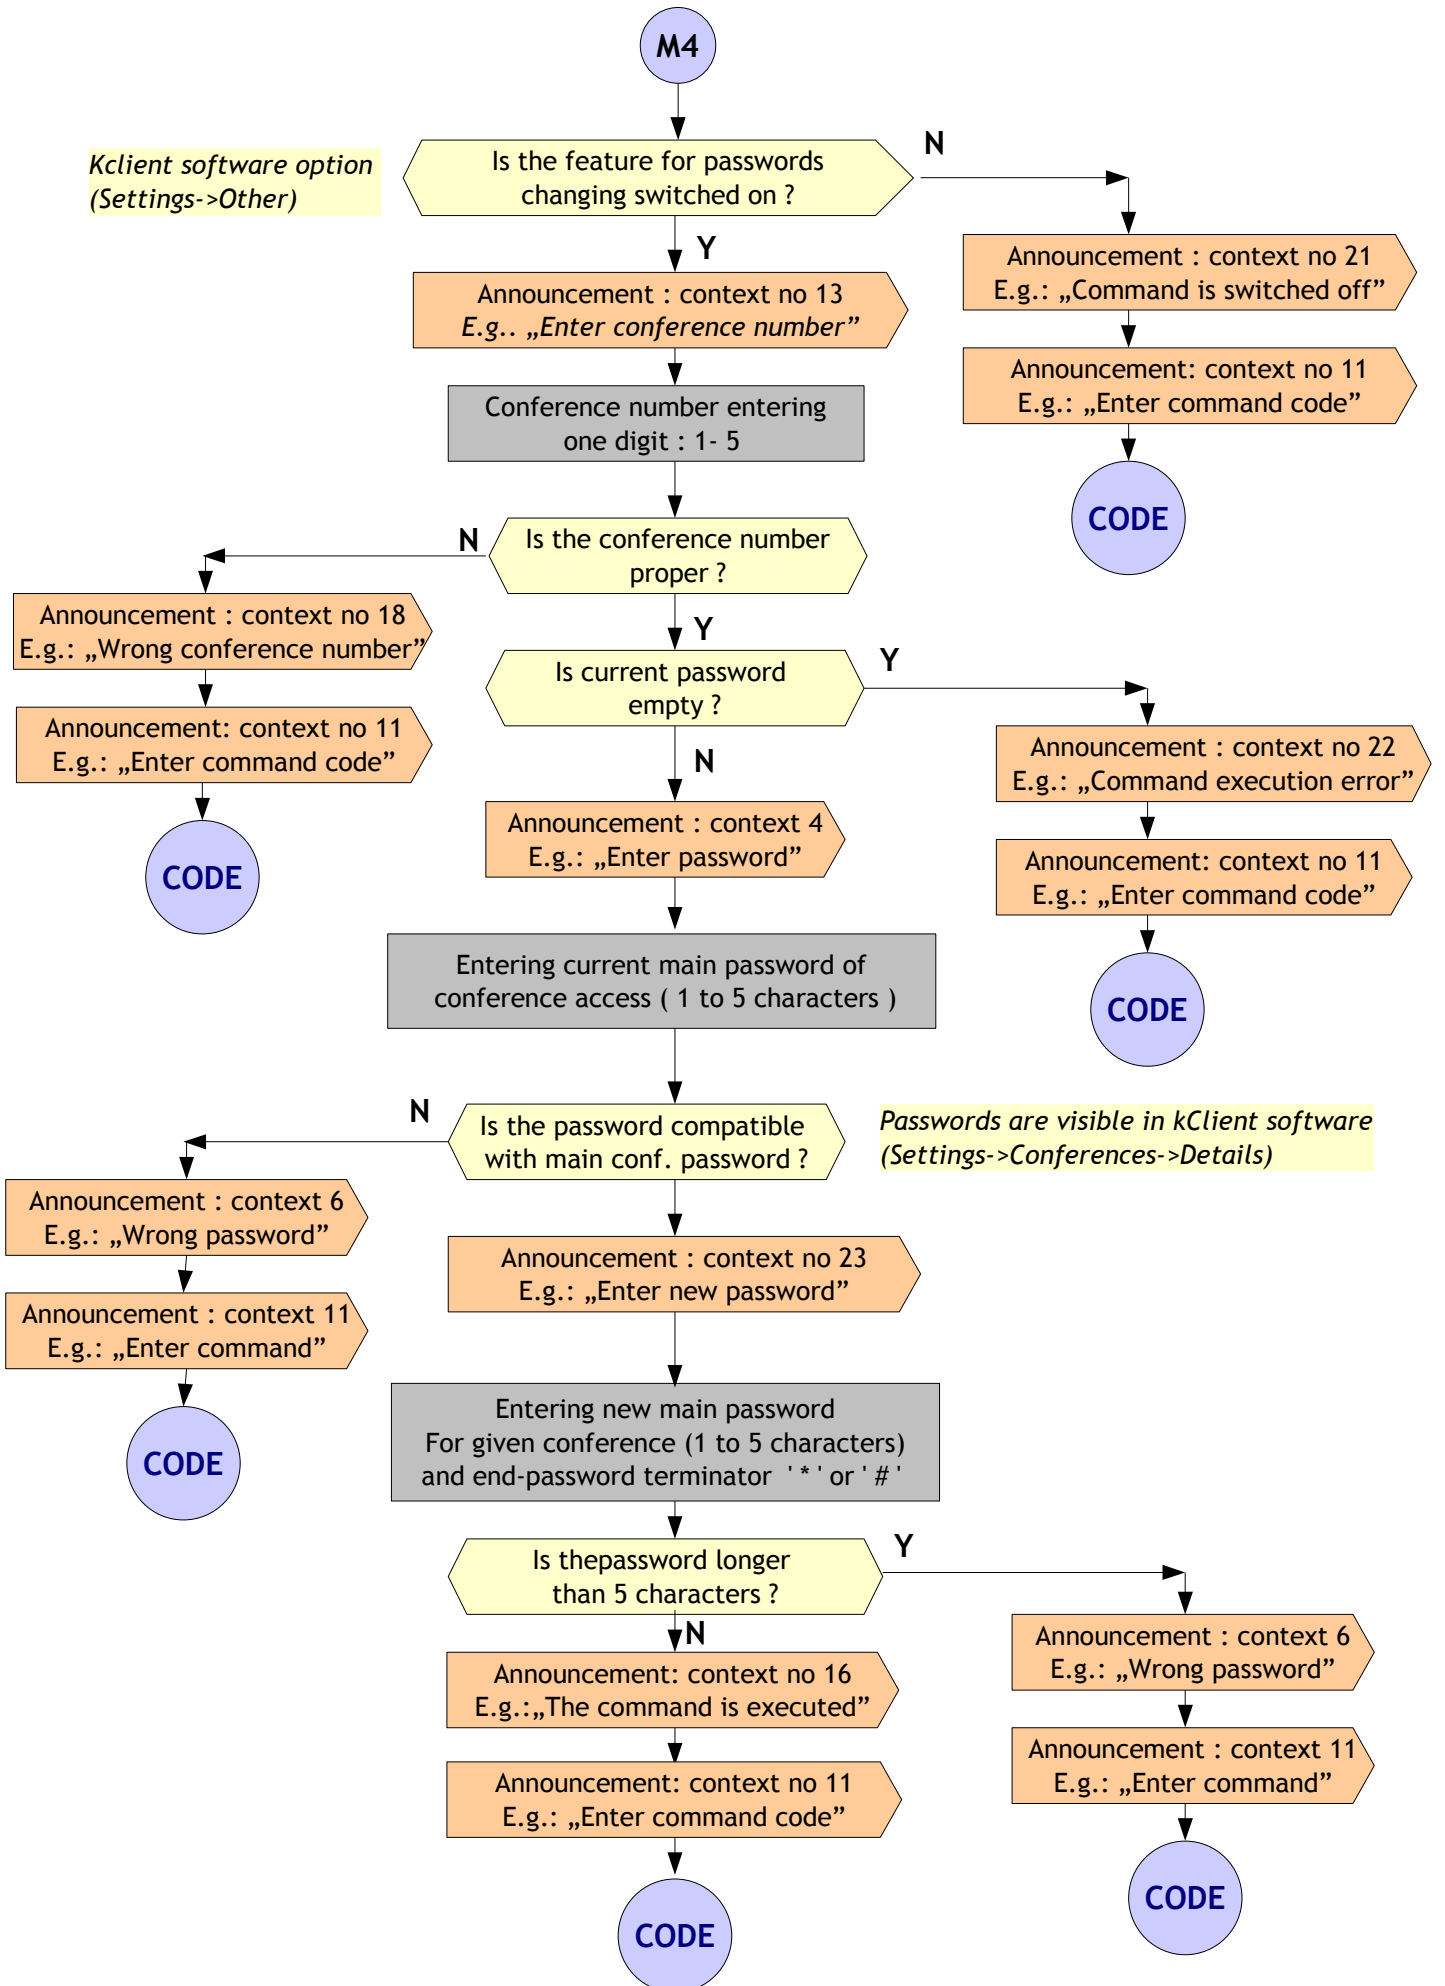 M4
Kclient software option
(Settings->Other)
Is the feature for passwords
changing switched on ?
N
Y
Announcement : context no 21
E.g.: „Command is switched off”
Announcement : context no 13
E.g.. „Enter conference number”
Announcement: context no 11
E.g.: „Enter command code”
Conference number entering
one digit : 1- 5
CODE
N
Is the conference number
proper ?
Announcement : context no 18
E.g.: „Wrong conference number”
Y
Is current password
empty ?
Y
Announcement: context no 11
E.g.: „Enter command code”
N
Announcement : context no 22
E.g.: „Command execution error”
Announcement : context 4
E.g.: „Enter password”
CODE
Announcement: context no 11
E.g.: „Enter command code”
Entering current main password of
conference access ( 1 to 5 characters )
CODE
N
Is the password compatible
with main conf. password ?
Passwords are visible in kClient software
(Settings->Conferences->Details)
Announcement : context 6
E.g.: „Wrong password”
Announcement : context no 23
E.g.: „Enter new password”
Announcement : context 11
E.g.: „Enter command”
CODE
Entering new main password
For given conference (1 to 5 characters)
and end-password terminator ' * ' or ' # '
Is thepassword longer
than 5 characters ?
Y
N
Announcement : context 6
E.g.: „Wrong password”
Announcement: context no 16
E.g.:„The command is executed”
Announcement : context 11
E.g.: „Enter command”
Announcement: context no 11
E.g.: „Enter command code”
CODE
CODE